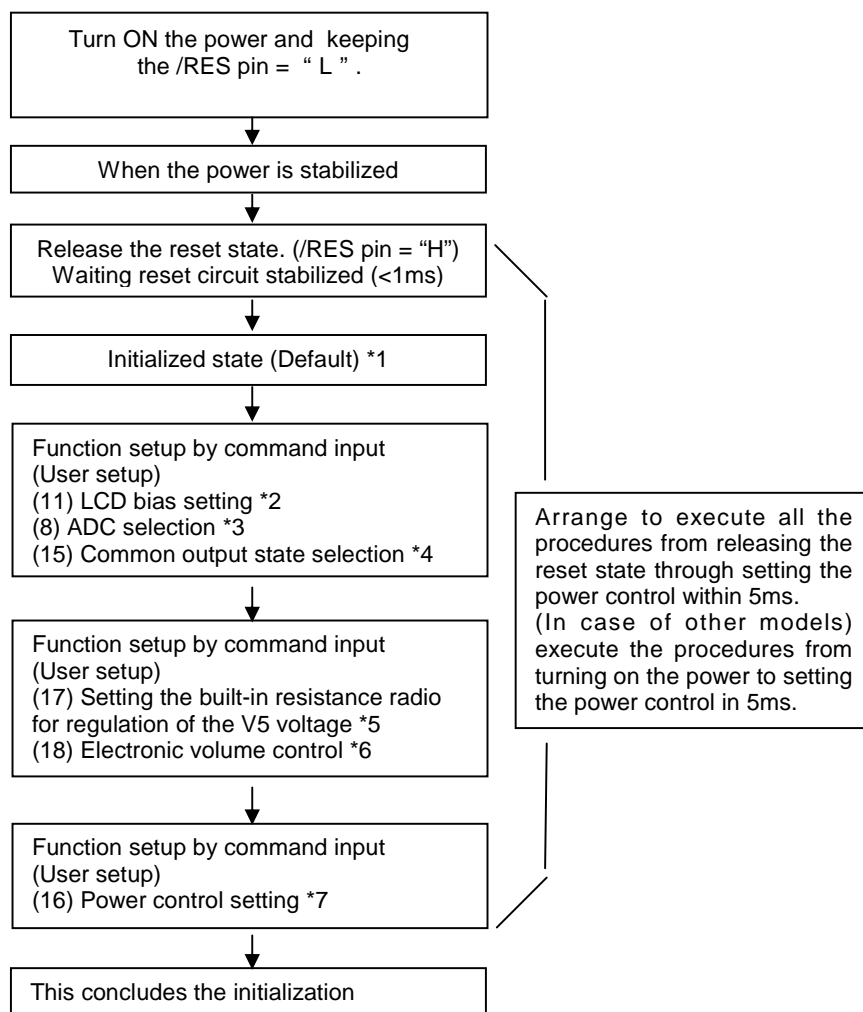 Turn ON the power and keeping
the /RES pin = “ L ” .
When the power is stabilized
Release the reset state. (/RES pin = “H”)
Waiting reset circuit stabilized (<1ms)
Initialized state (Default) *1
Function setup by command input
(User setup)
(11) LCD bias setting *2
(8) ADC selection *3
(15) Common output state selection *4
Arrange to execute all the
procedures from releasing the
reset state through setting the
power control within 5ms.
(In case of other models)
execute the procedures from
turning on the power to setting
the power control in 5ms.
Function setup by command input
(User setup)
(17) Setting the built-in resistance radio
for regulation of the V5 voltage *5
(18) Electronic volume control *6
Function setup by command input
(User setup)
(16) Power control setting *7
This concludes the initialization